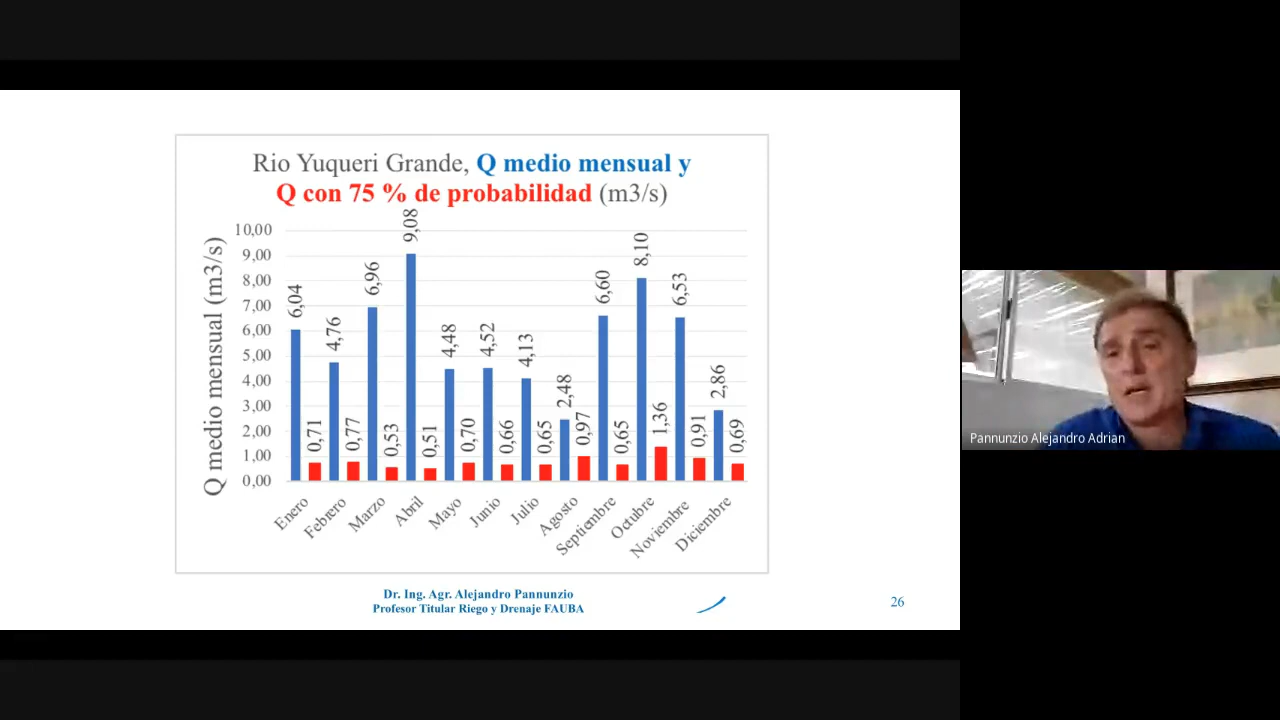 Rio Yuqueri Grande, Q medio mensual y
Q con 75 % de probabilidad (m3/s)
Q medio mensual (m3/s)
10,00
9,00
8,00
7,00
6,00
5,00
4,00
3,00
2,00
1,00
0,00
6,04
0,71
4,76
0,77
6,96
0,53
9,08
0,51
4,48
0,70
4,52
0,66
4,13
0,65
2,48
0,97
6,60
0,65
8,10
1,36
6,53
0,91
2,86
0,69
Enero
Febrero
Marzo
Abril
Mayo
Junio
Julio
Agosto
Septiembre
Octubre
Noviembre
Diciembre
Dr. Ing. Agr. Alejandro Pannunzio
Profesor Titular Riego y Drenaje FAUBA
26
Pannunzio Alejandro Adrian